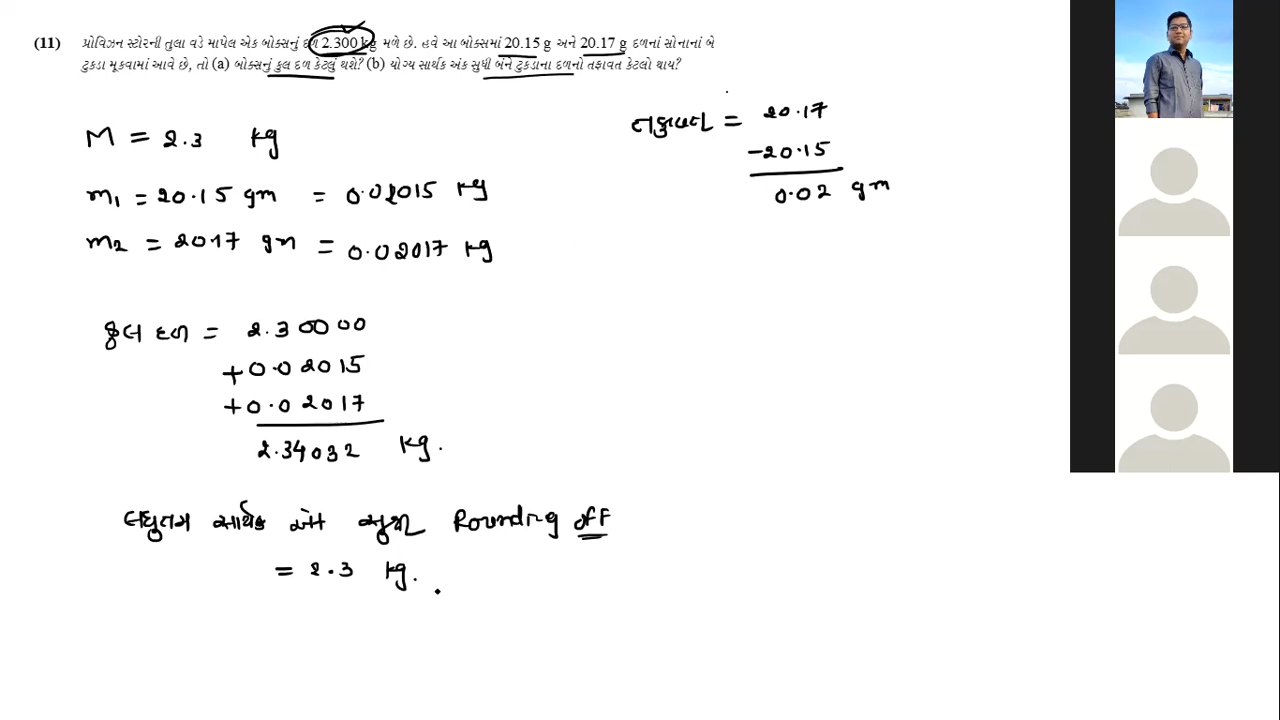 (11) પ્રોવિઝન સ્ટોરની તુલા વડે માપેલ એક બોક્સનું દળ 2.300 kg મળે છે. હવે આ બોક્સમાં 20.15 g અને 20.17 g દળનાં સોનાનાં બે
ટુકડા મૂકવામાં આવે છે, તો (a) બોક્સનું કુલ દળ કેટલું થશે? (b) યોગ્ય સાર્થક અંક સુધી બંને ટુકડાના દળનો તફાવત કેટલો થાય?
M = 2.3 kg
m1 = 20.15 gm = 0.02015 kg
m2 = 20.17 gm = 0.02017 kg
કુલ દળ = 2.30000
+0.02015
+0.02017
2.34032 kg.
લઘુતમ સાર્થક અંક મુજબ Rounding off
= 2.3 kg.
તફાવત = 20.17
-20.15
0.02 gm